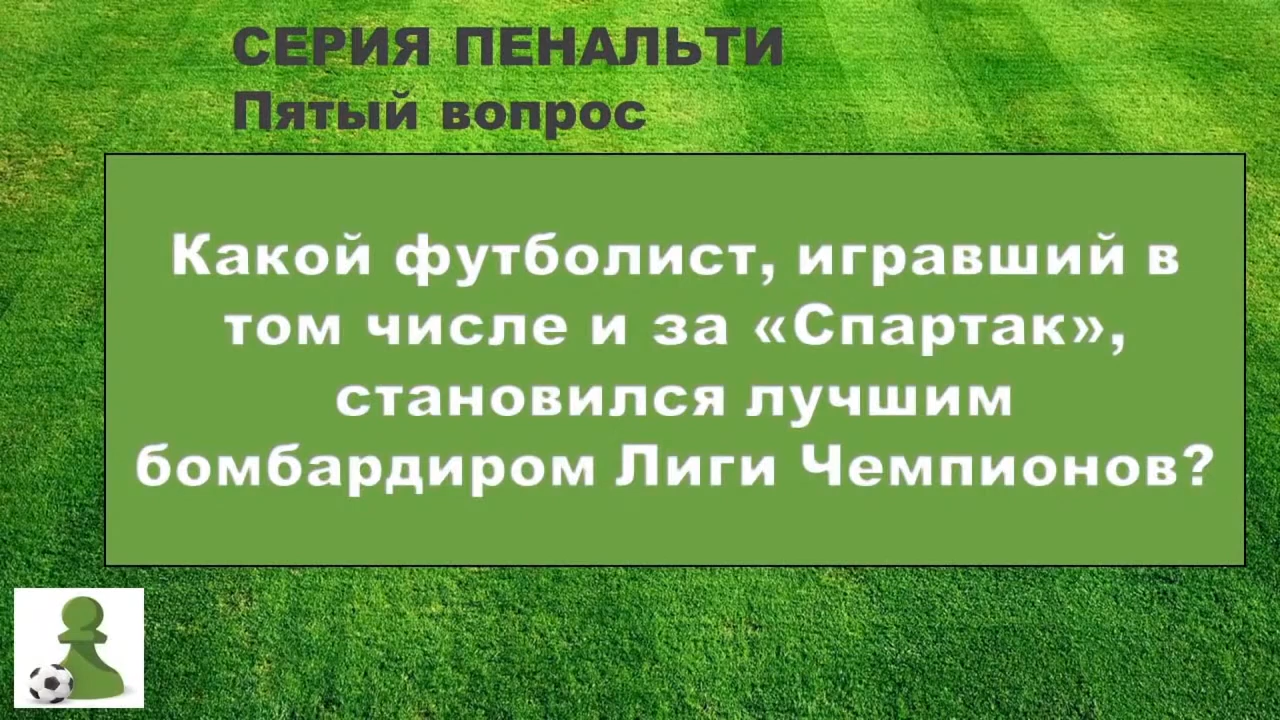 СЕРИЯ ПЕНАЛЬТИ
Пятый вопрос
Какой футболист, игравший в
том числе и за «Спартак»,
становился лучшим
бомбардиром Лиги Чемпионов?